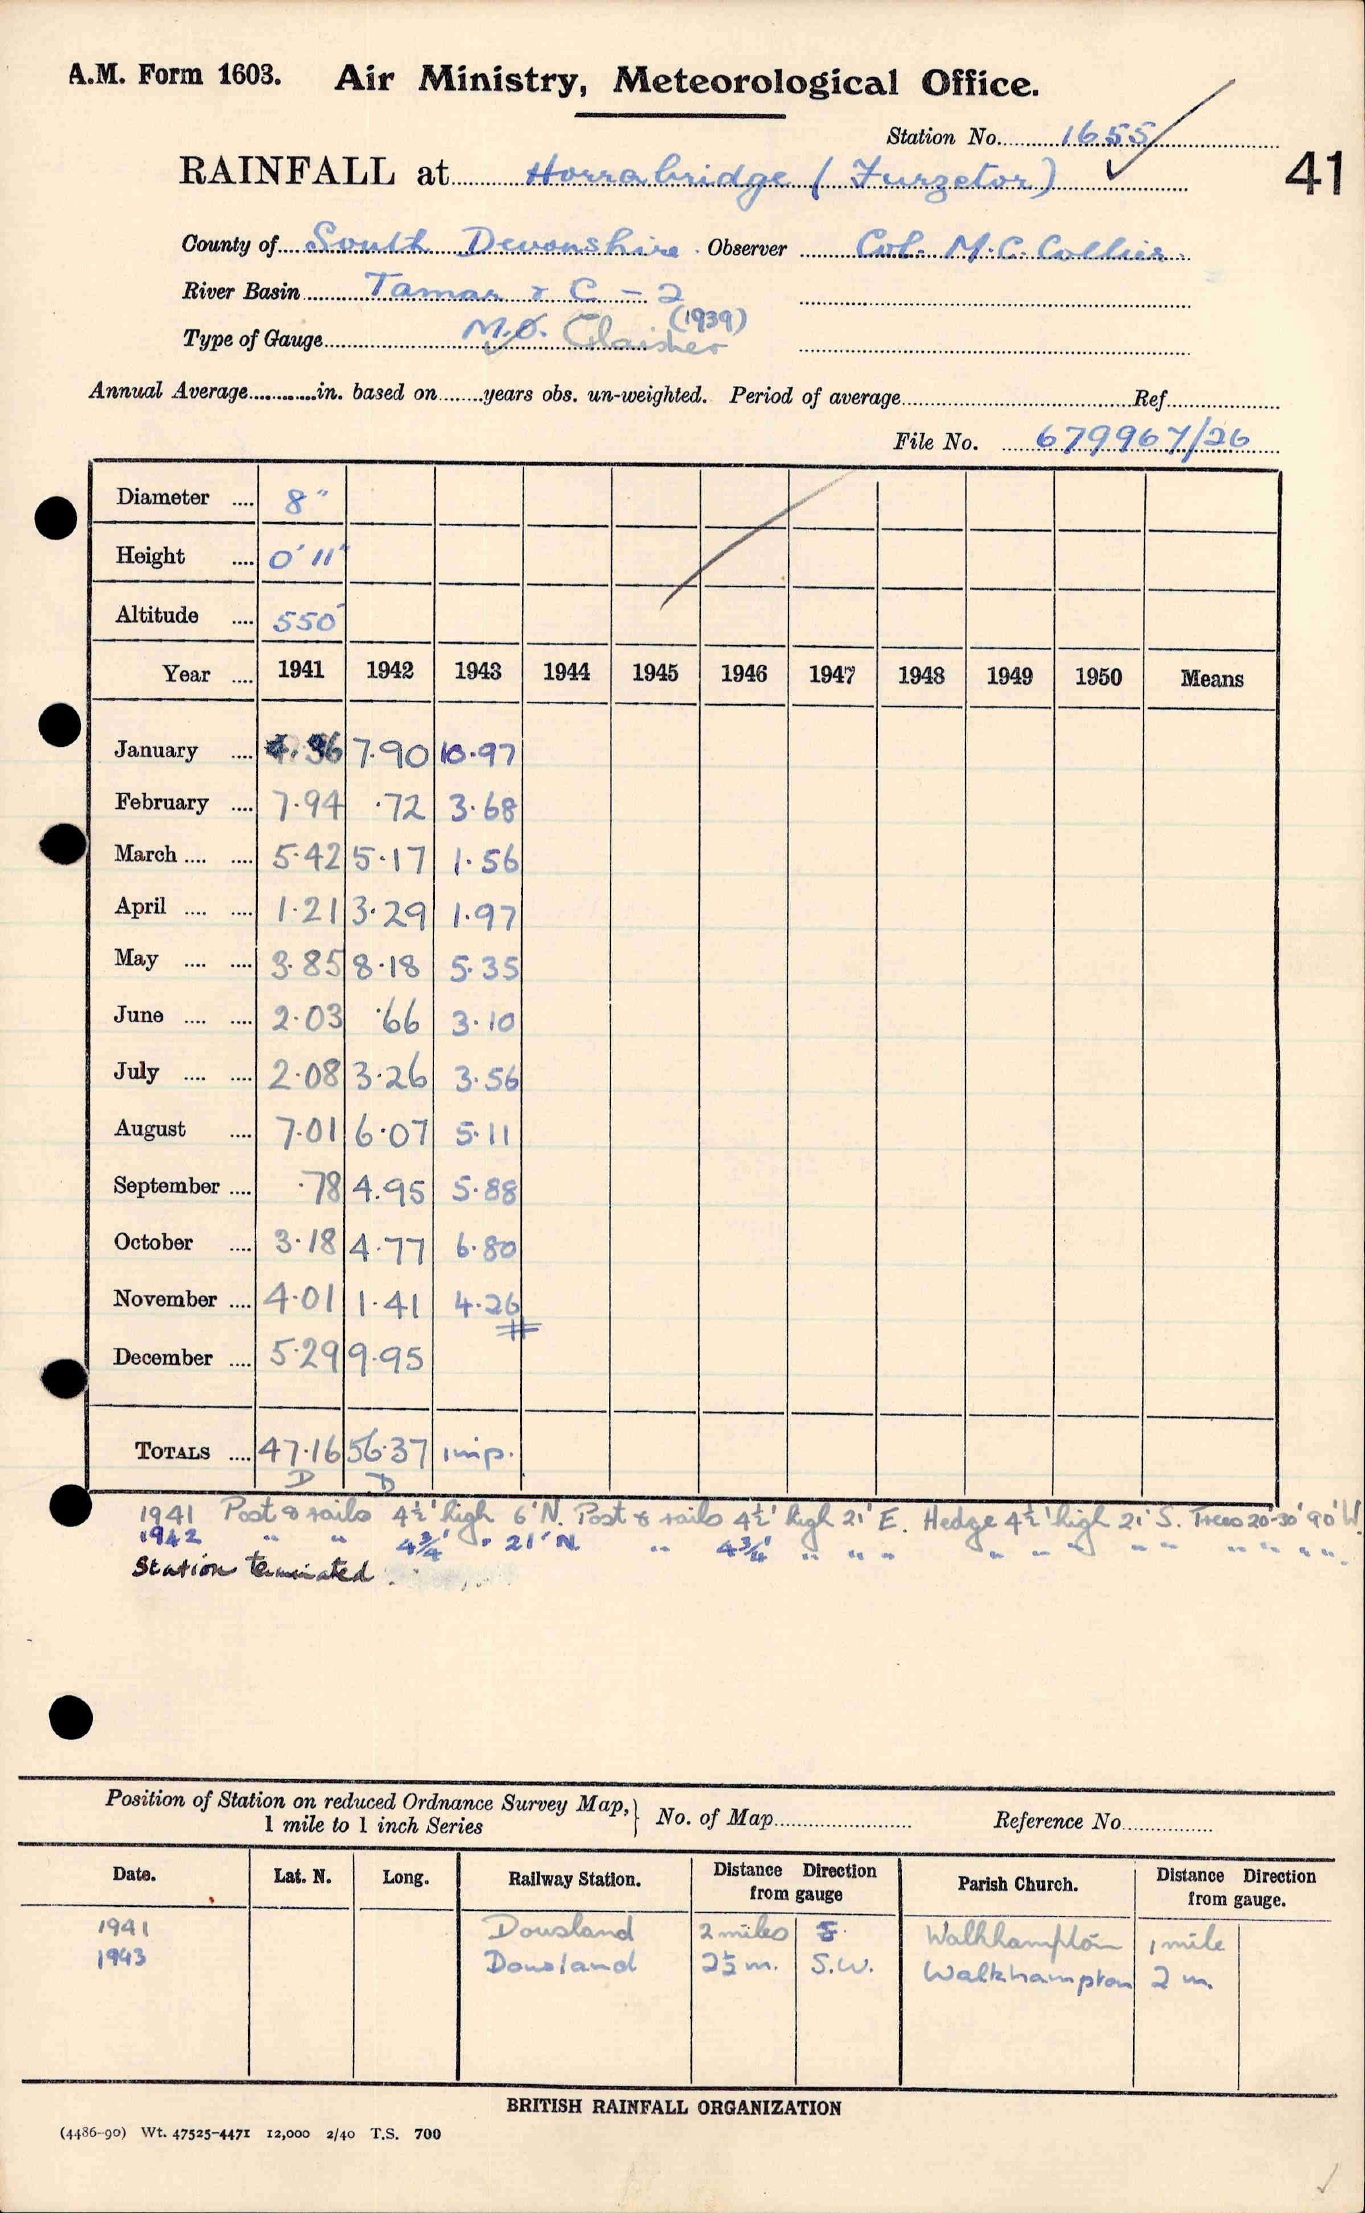 A.M. Form 1603. Air Ministry, Meteorological Office.
Station No. 1655
41
RAINFALL at Horrabridge (Furzetor)
County of South Devonshire. Observer Col. M.C. Collier.
River Basin Tamar & C - 2
Type of Gauge M.O. Glaisher (1939)
Annual Average in. based on years obs. un-weighted. Period of average Ref
File No. 679967/26
Diameter .... 8"
Height .... 0' 11"
Altitude .... 550'
Year .... 1941 1942 1943 1944 1945 1946 1947 1948 1949 1950 Means
January .... 4.36 7.90 10.97
February .... 7.94 .72 3.68
March .... .... 5.42 5.17 1.56
April .... .... 1.21 3.29 1.97
May .... .... 3.85 8.18 5.35
June .... .... 2.03 .66 3.10
July .... .... 2.08 3.26 3.56
August .... 7.01 6.07 5.11
September .... .78 4.95 5.88
October .... 3.18 4.77 6.80
November .... 4.01 1.41 4.26
December .... 5.29 9.95
TOTALS .... 47.16 56.37 imp.
D D
1941 Post & rails 4½' high 6' N. Post & rails 4½' high 21' E. Hedge 4½' high 21' S. Trees 20'-30' 90' W.
1942 " " 4¾' " 21' N. " 4¾' " " " " " " " " " " " "
Station terminated
Position of Station on reduced Ordnance Survey Map, 1 mile to 1 inch Series } No. of Map Reference No.
Date. Lat. N. Long. Railway Station. Distance Direction from gauge Parish Church. Distance Direction from gauge.
1941 Dousland 2 miles S. Walkhampton 1 mile
1943 Dousland 2½ m. S.W. Walkhampton 2 m.
BRITISH RAINFALL ORGANIZATION
(4486-90) Wt. 47525-4471 12,000 2/40 T.S. 700